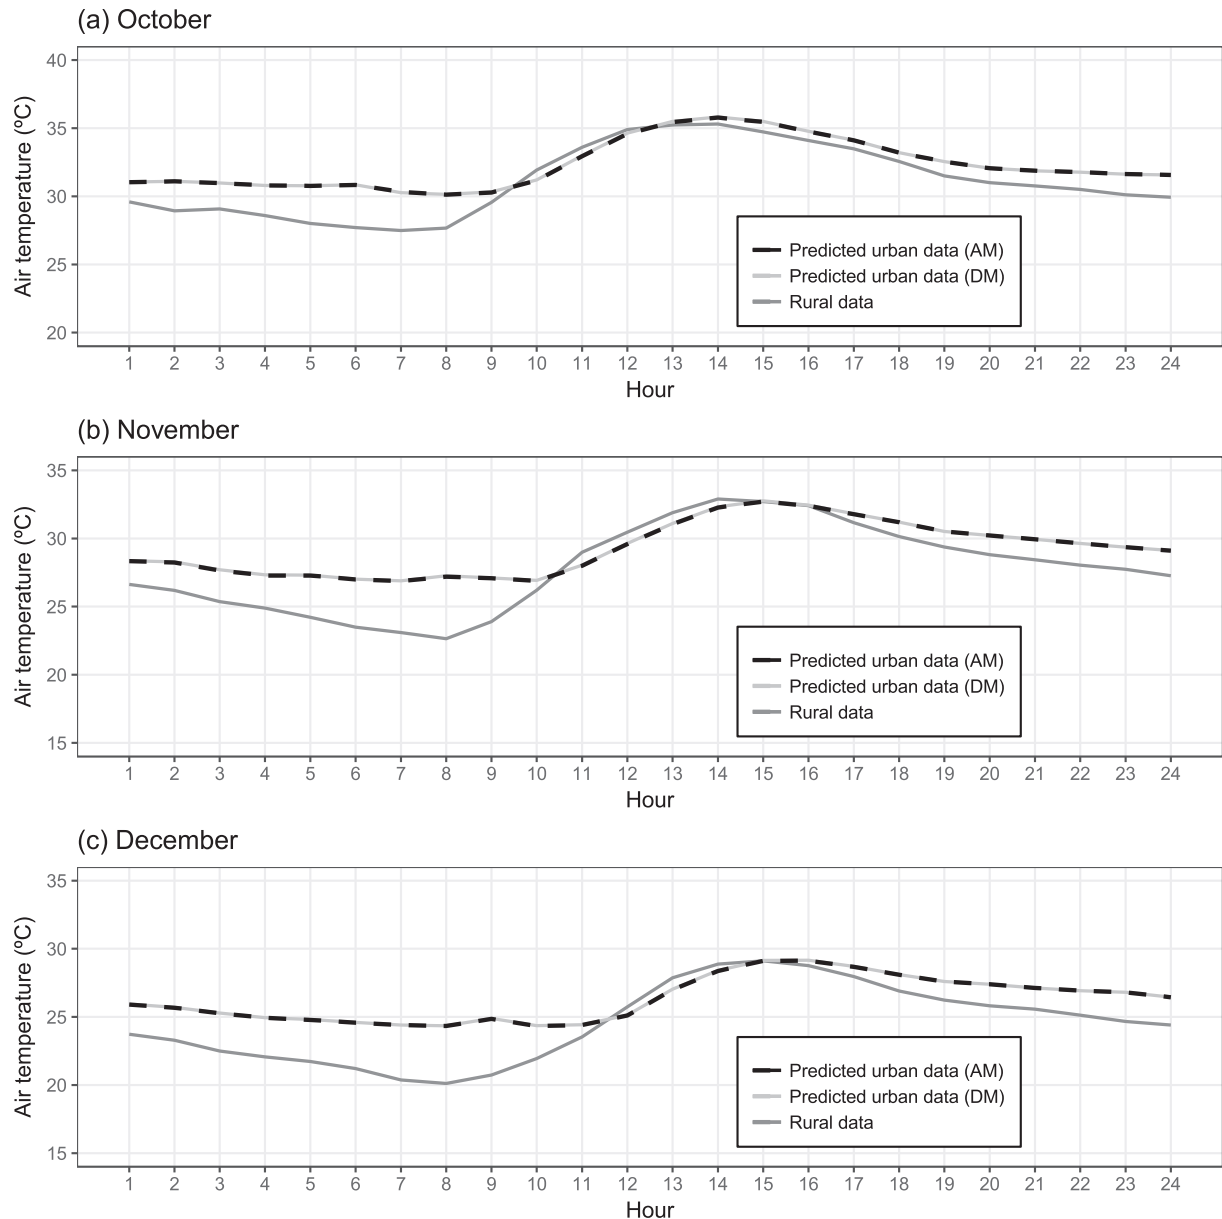 (a) October
Air temperature (ºC)
40
35
30
25
20
Predicted urban data (AM)
Predicted urban data (DM)
Rural data
1 2 3 4 5 6 7 8 9 10 11 12 13 14 15 16 17 18 19 20 21 22 23 24
Hour
(b) November
Air temperature (ºC)
35
30
25
20
15
Predicted urban data (AM)
Predicted urban data (DM)
Rural data
1 2 3 4 5 6 7 8 9 10 11 12 13 14 15 16 17 18 19 20 21 22 23 24
Hour
(c) December
Air temperature (ºC)
35
30
25
20
15
Predicted urban data (AM)
Predicted urban data (DM)
Rural data
1 2 3 4 5 6 7 8 9 10 11 12 13 14 15 16 17 18 19 20 21 22 23 24
Hour